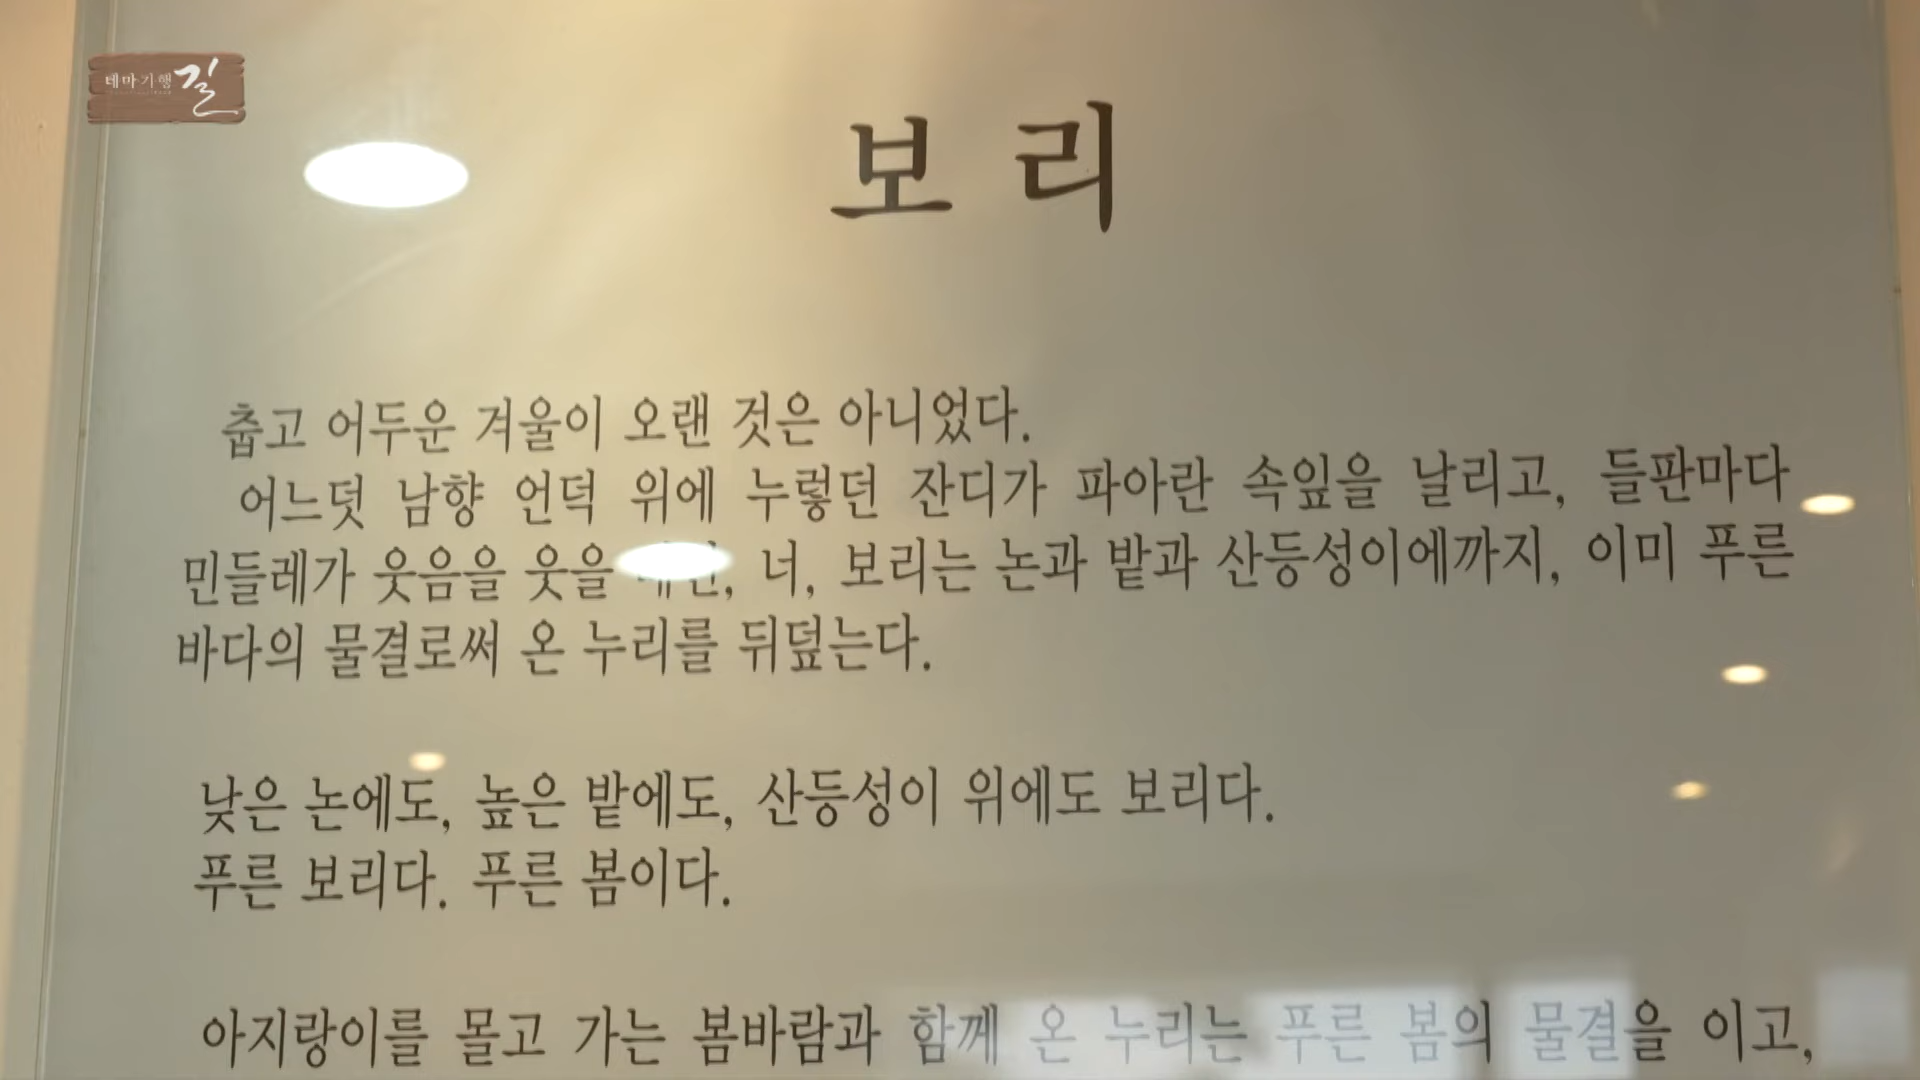 테마기행 길
보리
춥고 어두운 겨울이 오랜 것은 아니었다.
어느덧 남향 언덕 위에 누렇던 잔디가 파아란 속잎을 날리고, 들판마다
민들레가 웃음을 웃을 너, 보리는 논과 밭과 산등성이에까지, 이미 푸른
바다의 물결로써 온 누리를 뒤덮는다.
낮은 논에도, 높은 밭에도, 산등성이 위에도 보리다.
푸른 보리다. 푸른 봄이다.
아지랑이를 몰고 가는 봄바람과 함께 온 누리는 푸른 봄의 물결을 이고,